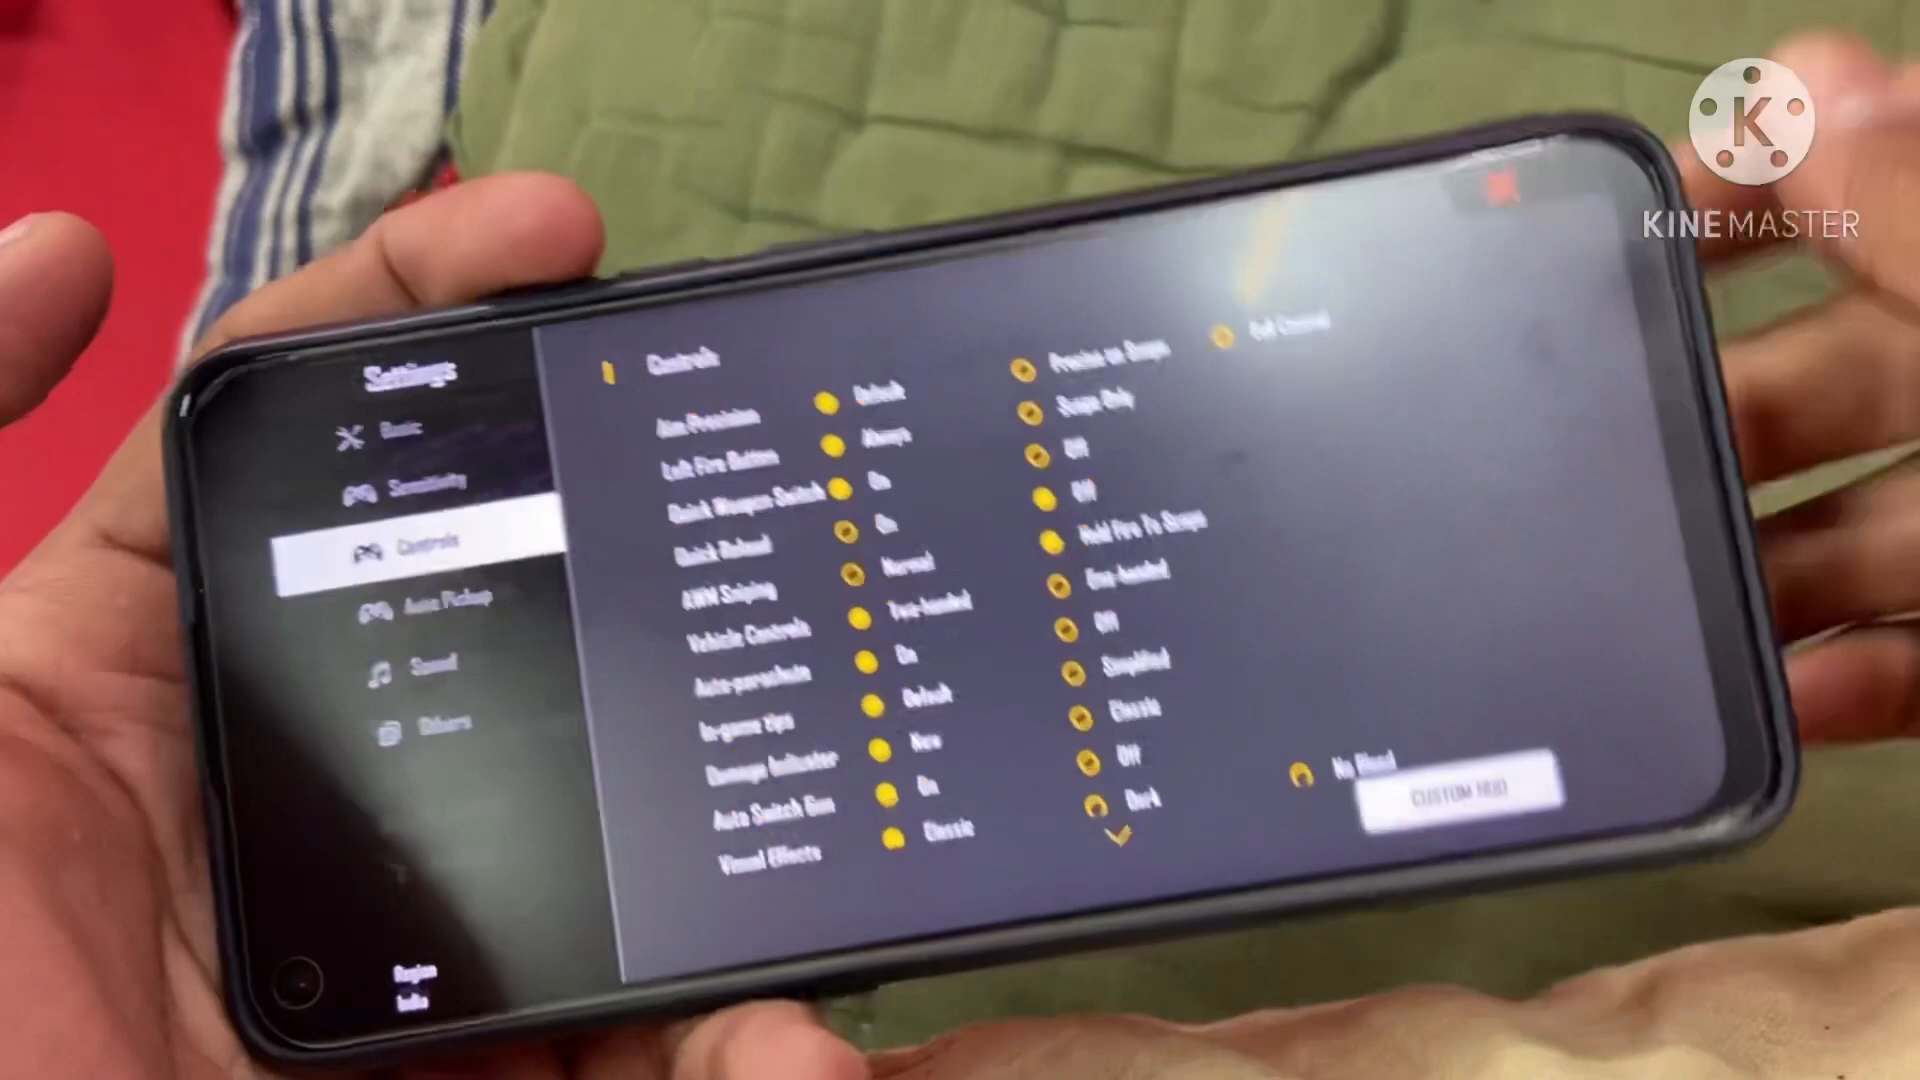 KINEMASTER
Settings
Basic
Sensitivity
Controls
Auto Pickup
Sound
Others
Region
India
Controls
Aim Precision Default Precise on Scope Full Control
Left Fire Button Always Scope Only
Quick Weapon Switch On Off
Quick Reload On Off
AWM Sniping Normal Hold Fire To Scope
Vehicle Controls Two-handed One-handed
Auto-parachute On Off
In-game tips Default Simplified
Damage Indicator New Classic
Auto Switch Gun On Off
Visual Effects Classic Dark No Blood
CUSTOM HUD